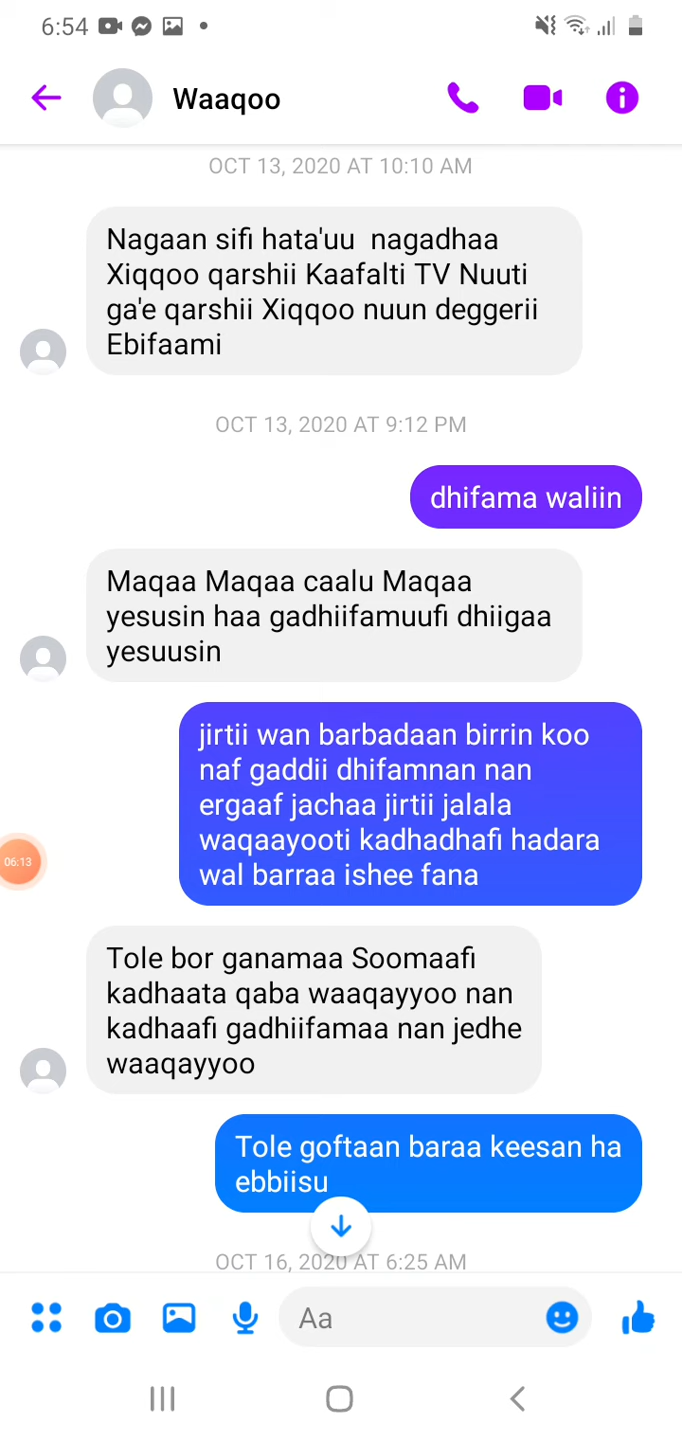 6:54
Waaqoo
OCT 13, 2020 AT 10:10 AM
Nagaan sifi hata'uu nagadhaa
Xiqqoo qarshii Kaafalti TV Nuuti
ga'e qarshii Xiqqoo nuun deggerii
Ebifaami
OCT 13, 2020 AT 9:12 PM
dhifama waliin
Maqaa Maqaa caalu Maqaa
yesusin haa gadhiifamuufi dhiigaa
yesuusin
jirtii wan barbadaan birrin koo
naf gaddii dhifamnan nan
ergaaf jachaa jirtii jalala
waqaayooti kadhadhafi hadara
wal barraa ishee fana
06:13
Tole bor ganamaa Soomaafi
kadhaata qaba waaqayyoo nan
kadhaafi gadhiifamaa nan jedhe
waaqayyoo
Tole goftaan baraa keesan ha
ebbiisu
OCT 16, 2020 AT 6:25 AM
Aa